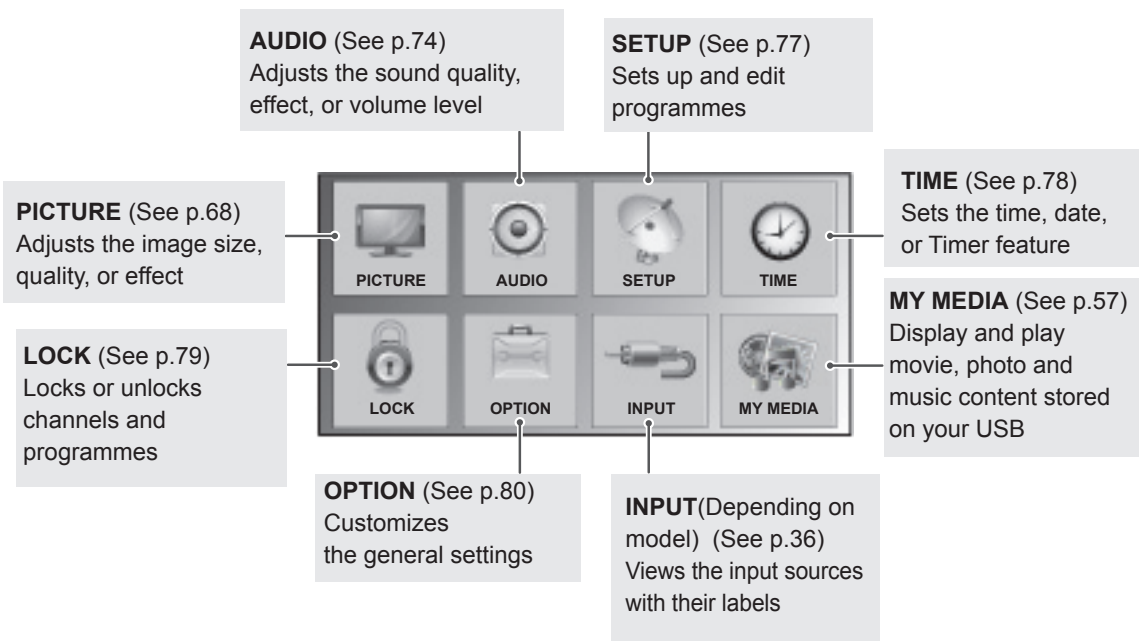 AUDIO (See p.74)
Adjusts the sound quality,
effect, or volume level
SETUP (See p.77)
Sets up and edit
programmes
PICTURE (See p.68)
Adjusts the image size,
quality, or effect
TIME (See p.78)
Sets the time, date,
or Timer feature
PICTURE
AUDIO
SETUP
TIME
LOCK (See p.79)
Locks or unlocks
channels and
programmes
MY MEDIA (See p.57)
Display and play
movie, photo and
music content stored
on your USB
LOCK
OPTION
INPUT
MY MEDIA
OPTION (See p.80)
Customizes
the general settings
INPUT(Depending on
model) (See p.36)
Views the input sources
with their labels